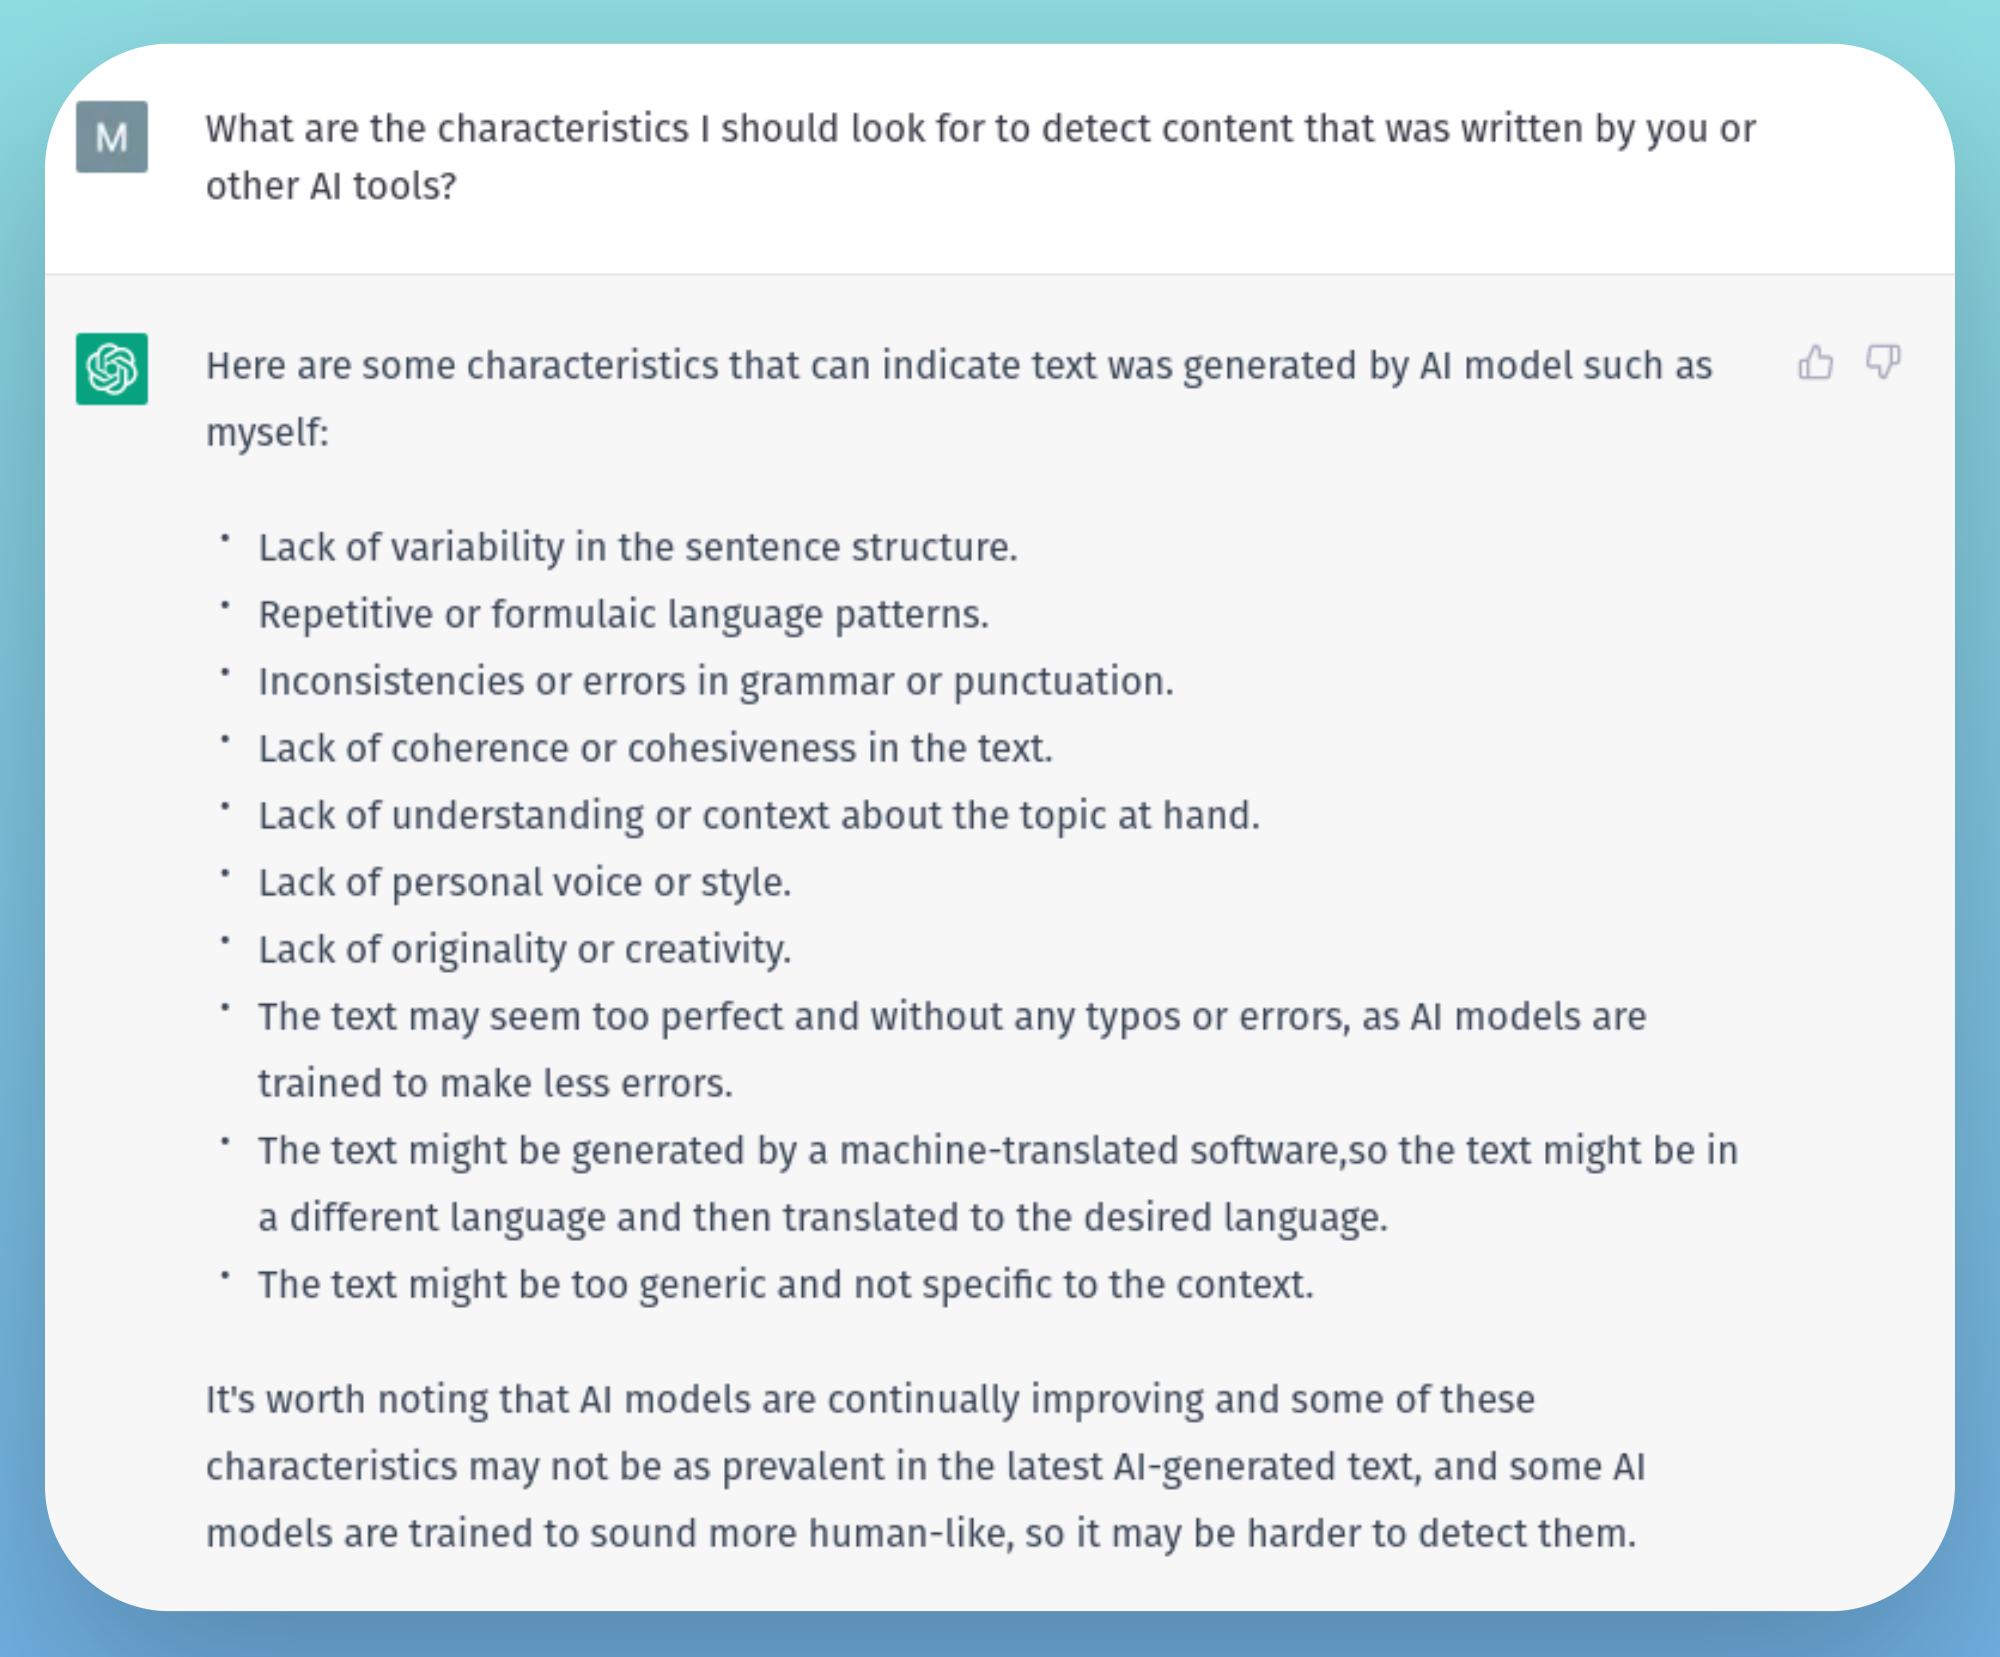 M
What are the characteristics I should look for to detect content that was written by you or
other AI tools?
Here are some characteristics that can indicate text was generated by AI model such as
myself:
• Lack of variability in the sentence structure.
• Repetitive or formulaic language patterns.
• Inconsistencies or errors in grammar or punctuation.
• Lack of coherence or cohesiveness in the text.
• Lack of understanding or context about the topic at hand.
• Lack of personal voice or style.
• Lack of originality or creativity.
• The text may seem too perfect and without any typos or errors, as AI models are
trained to make less errors.
• The text might be generated by a machine-translated software,so the text might be in
a different language and then translated to the desired language.
• The text might be too generic and not specific to the context.
It's worth noting that AI models are continually improving and some of these
characteristics may not be as prevalent in the latest AI-generated text, and some AI
models are trained to sound more human-like, so it may be harder to detect them.